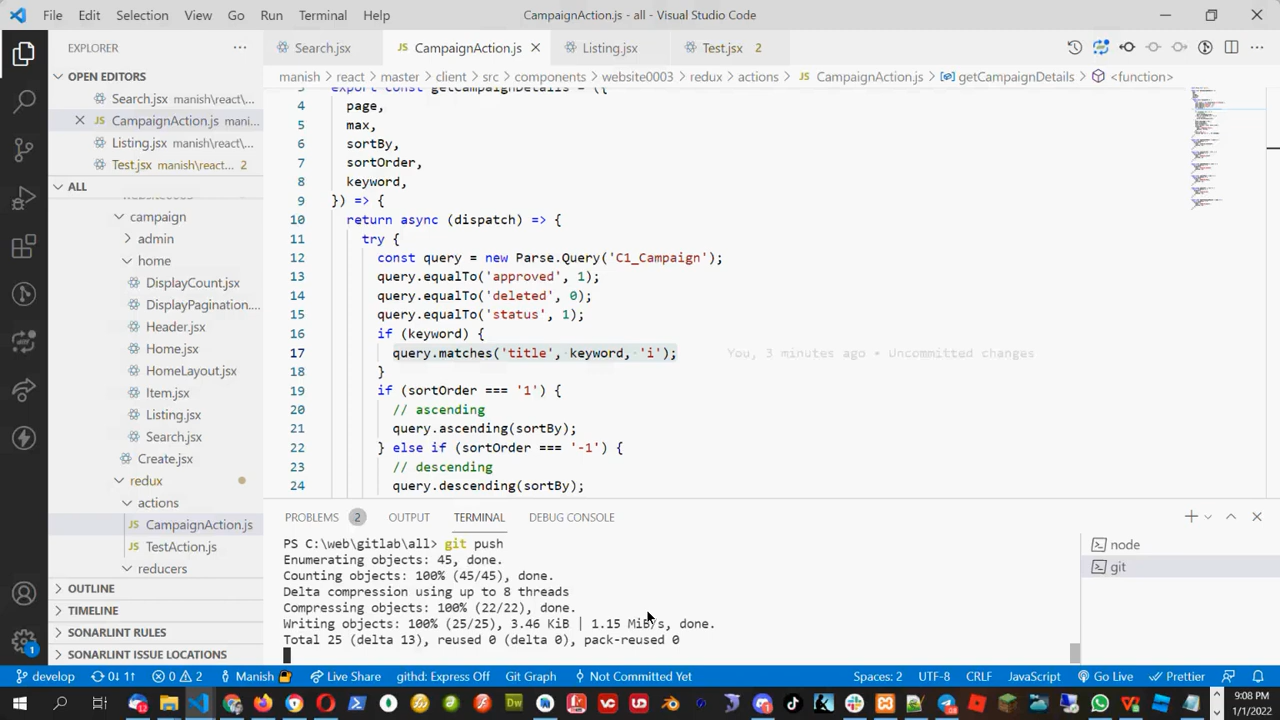 File Edit Selection View Go Run Terminal Help
CampaignAction.js - all - Visual Studio Code
EXPLORER
OPEN EDITORS
Search.jsx manish\react\...
CampaignAction.js mani...
Listing.jsx manish\react\...
Test.jsx manish\react... 2
ALL
campaign
admin
home
DisplayCount.jsx
DisplayPagination....
Header.jsx
Home.jsx
HomeLayout.jsx
Item.jsx
Listing.jsx
Search.jsx
Create.jsx
redux
actions
CampaignAction.js
TestAction.js
reducers
OUTLINE
TIMELINE
SONARLINT RULES
SONARLINT ISSUE LOCATIONS
Search.jsx CampaignAction.js Listing.jsx Test.jsx 2
manish > react > master > client > src > components > website0003 > redux > actions > CampaignAction.js > getCampaignDetails > <function>
export const getCampaignDetails = ({
4 page,
5 max,
6 sortBy,
7 sortOrder,
8 keyword,
9 }) => {
10 return async (dispatch) => {
11 try {
12 const query = new Parse.Query('C1_Campaign');
13 query.equalTo('approved', 1);
14 query.equalTo('deleted', 0);
15 query.equalTo('status', 1);
16 if (keyword) {
17 query.matches('title', keyword, 'i'); You, 3 minutes ago • Uncommitted changes
18 }
19 if (sortOrder === '1') {
20 // ascending
21 query.ascending(sortBy);
22 } else if (sortOrder === '-1') {
23 // descending
24 query.descending(sortBy);
PROBLEMS 2 OUTPUT TERMINAL DEBUG CONSOLE
PS C:\web\gitlab\all> git push
Enumerating objects: 45, done.
Counting objects: 100% (45/45), done.
Delta compression using up to 8 threads
Compressing objects: 100% (22/22), done.
Writing objects: 100% (25/25), 3.46 KiB | 1.15 MiB/s, done.
Total 25 (delta 13), reused 0 (delta 0), pack-reused 0
node
git
develop 0↓ 1↑ 0 2 Manish Live Share githd: Express Off Git Graph Not Committed Yet Spaces: 2 UTF-8 CRLF JavaScript Go Live Prettier
9:08 PM
1/1/2022